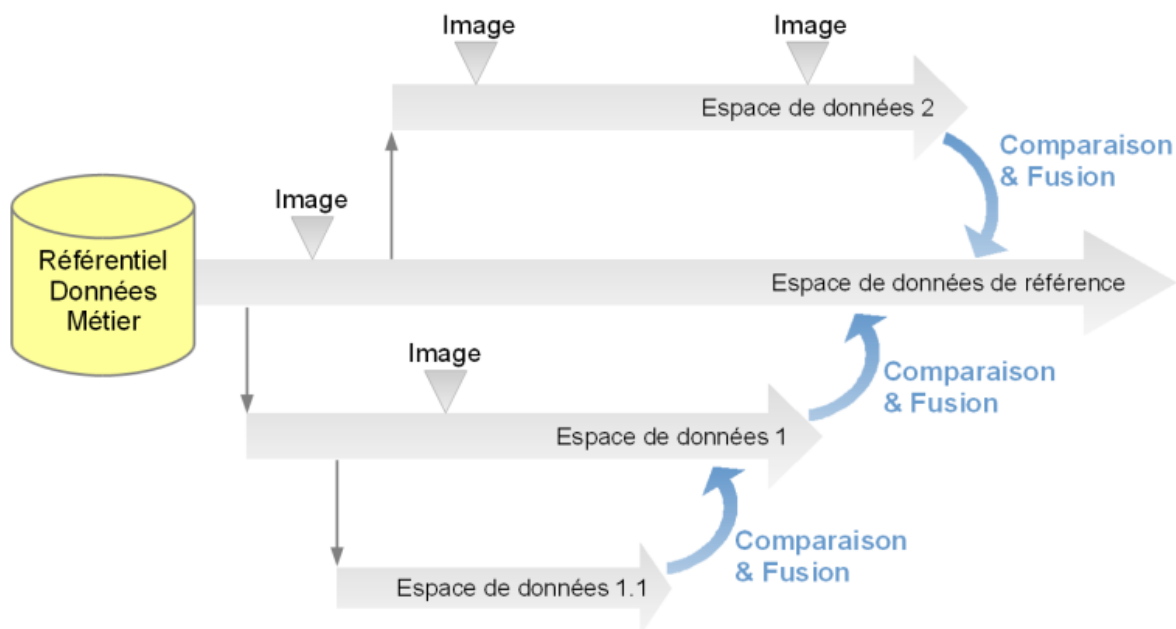 Image
Image
Espace de données 2
Comparaison
& Fusion
Image
Référentiel
Données
Métier
Espace de données de référence
Image
Comparaison
& Fusion
Espace de données 1
Comparaison
& Fusion
Espace de données 1.1